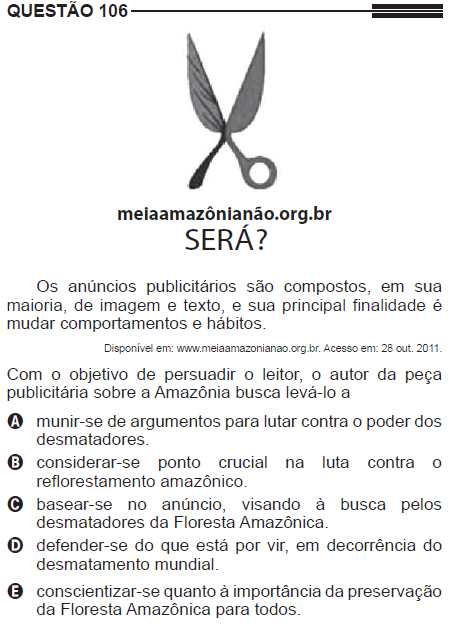 QUESTÃO 106
meiaamazônianão.org.br
SERÁ?
Os anúncios publicitários são compostos, em sua
maioria, de imagem e texto, e sua principal finalidade é
mudar comportamentos e hábitos.
Disponível em: www.meiaamazonianao.org.br. Acesso em: 28 out. 2011.
Com o objetivo de persuadir o leitor, o autor da peça
publicitária sobre a Amazônia busca levá-lo a
A munir-se de argumentos para lutar contra o poder dos
desmatadores.
B considerar-se ponto crucial na luta contra o
reflorestamento amazônico.
C basear-se no anúncio, visando à busca pelos
desmatadores da Floresta Amazônica.
D defender-se do que está por vir, em decorrência do
desmatamento mundial.
E conscientizar-se quanto à importância da preservação
da Floresta Amazônica para todos.